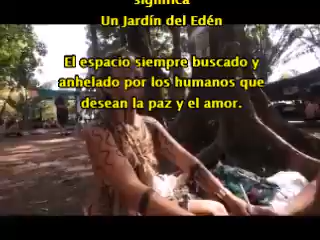 significa
Un Jardín del Edén
El espacio siempre buscado y
anhelado por los humanos que
desean la paz y el amor.